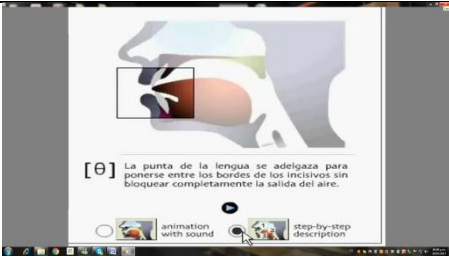 [θ]
La punta de la lengua se adelgaza para
ponerse entre los bordes de los incisivos sin
bloquear completamente la salida del aire.
animation
with sound
step-by-step
description